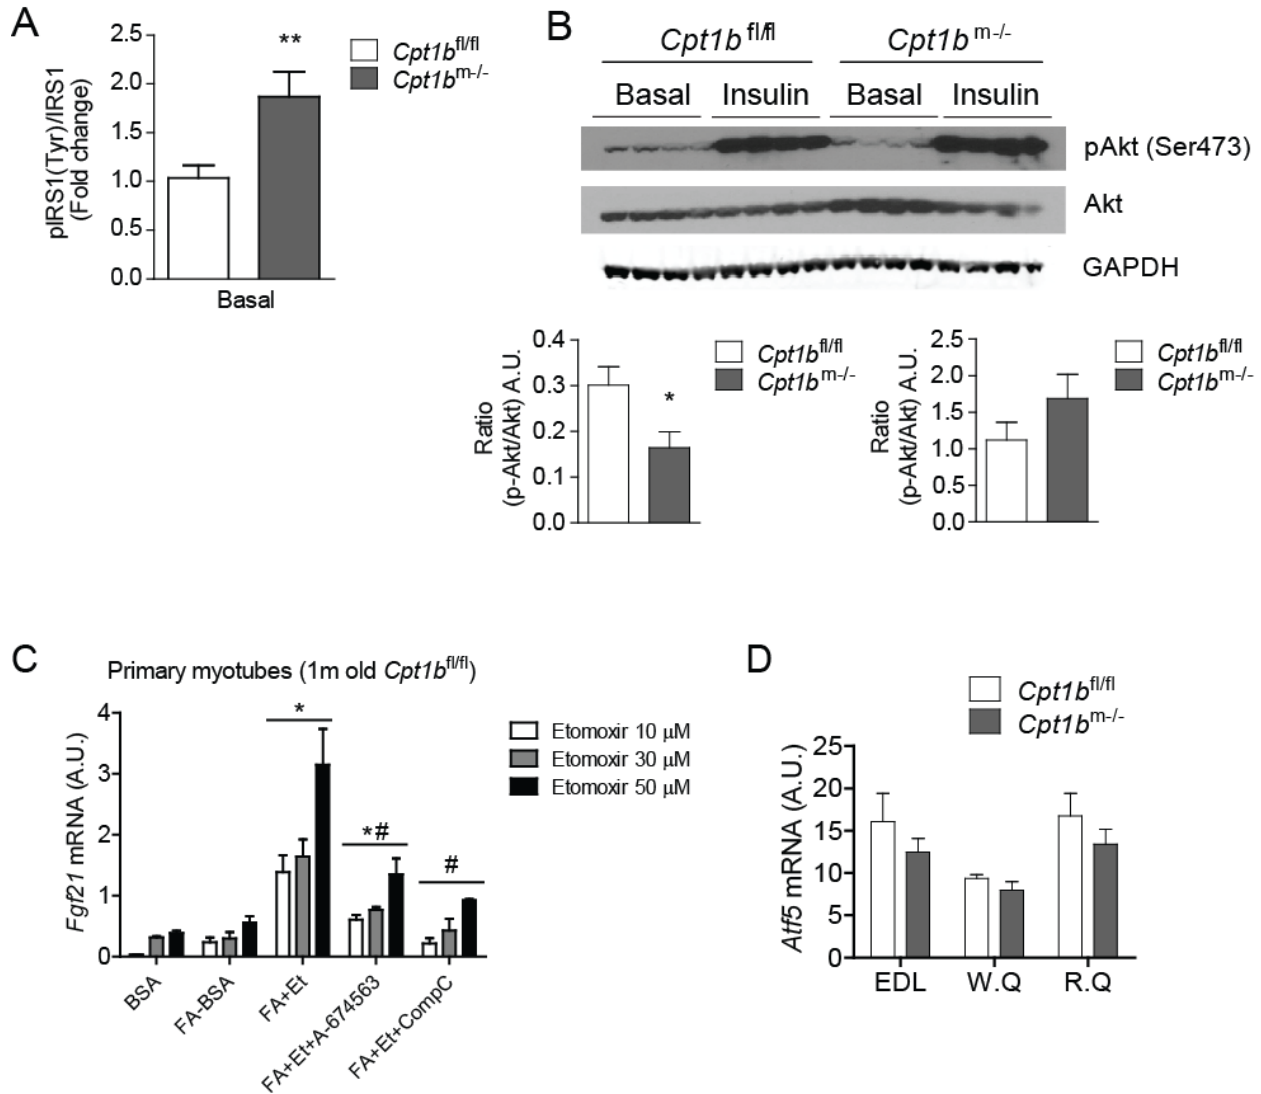 A
2.5
2.0
1.5
1.0
0.5
0.0
pIRS1(Tyr)/IRS1
(Fold change)
**
Cpt1b fl/fl
Cpt1b m-/-
Basal
B
Cpt1b fl/fl Cpt1b m-/-
Basal Insulin Basal Insulin
pAkt (Ser473)
Akt
GAPDH
0.4
0.3
0.2
0.1
0.0
Ratio
(p-Akt/Akt) A.U.
*
Cpt1b fl/fl
Cpt1b m-/-
2.5
2.0
1.5
1.0
0.5
0.0
Ratio
(p-Akt/Akt) A.U.
Cpt1b fl/fl
Cpt1b m-/-
C
Primary myotubes (1m old Cpt1b fl/fl)
4
3
2
1
0
Fgf21 mRNA (A.U.)
*
*#
#
Etomoxir 10 μM
Etomoxir 30 μM
Etomoxir 50 μM
BSA
FA-BSA
FA+Et
FA+Et+A-674563
FA+Et+CompC
D
Cpt1b fl/fl
Cpt1b m-/-
25
20
15
10
5
0
Atf5 mRNA (A.U.)
EDL W.Q R.Q